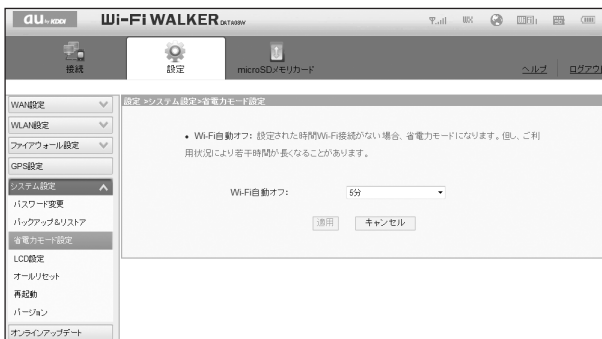 au by KDDI Wi-Fi WALKER DATA08W
接続 設定 microSDメモリカード ヘルプ ログアウ
WAN設定
WLAN設定
ファイアウォール設定
GPS設定
システム設定
パスワード変更
バックアップ&リストア
省電力モード設定
LCD設定
オールリセット
再起動
バージョン
オンラインアップデート
設定 >システム設定>省電力モード設定
• Wi-Fi自動オフ: 設定された時間Wi-Fi接続がない場合、省電力モードになります。但し、ご利
用状況により若干時間が長くなることがあります。
Wi-Fi自動オフ: 5分
適用 キャンセル